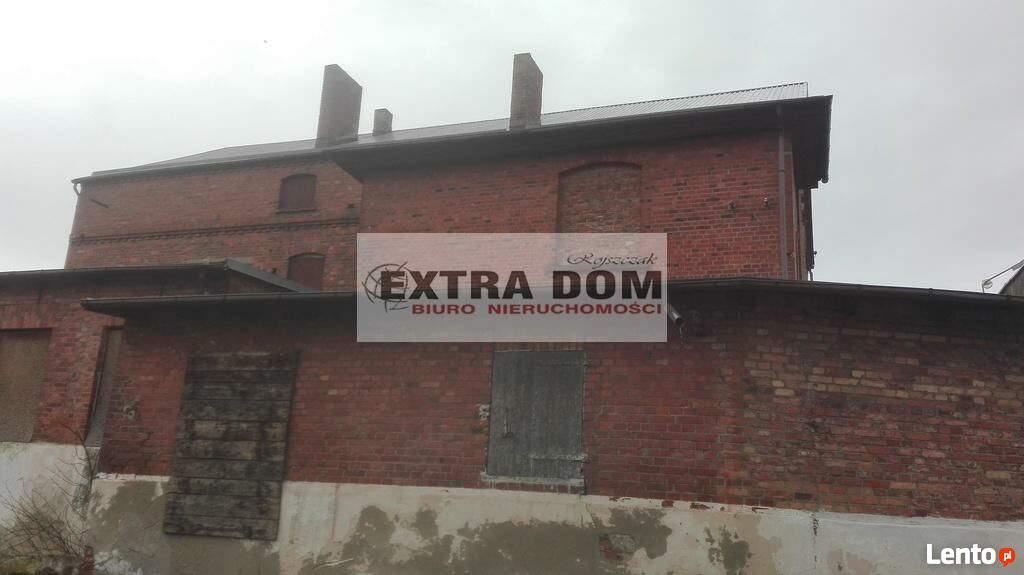 Rojszczak
EXTRA DOM
BIURO NIERUCHOMOŚCI
Lento.pl